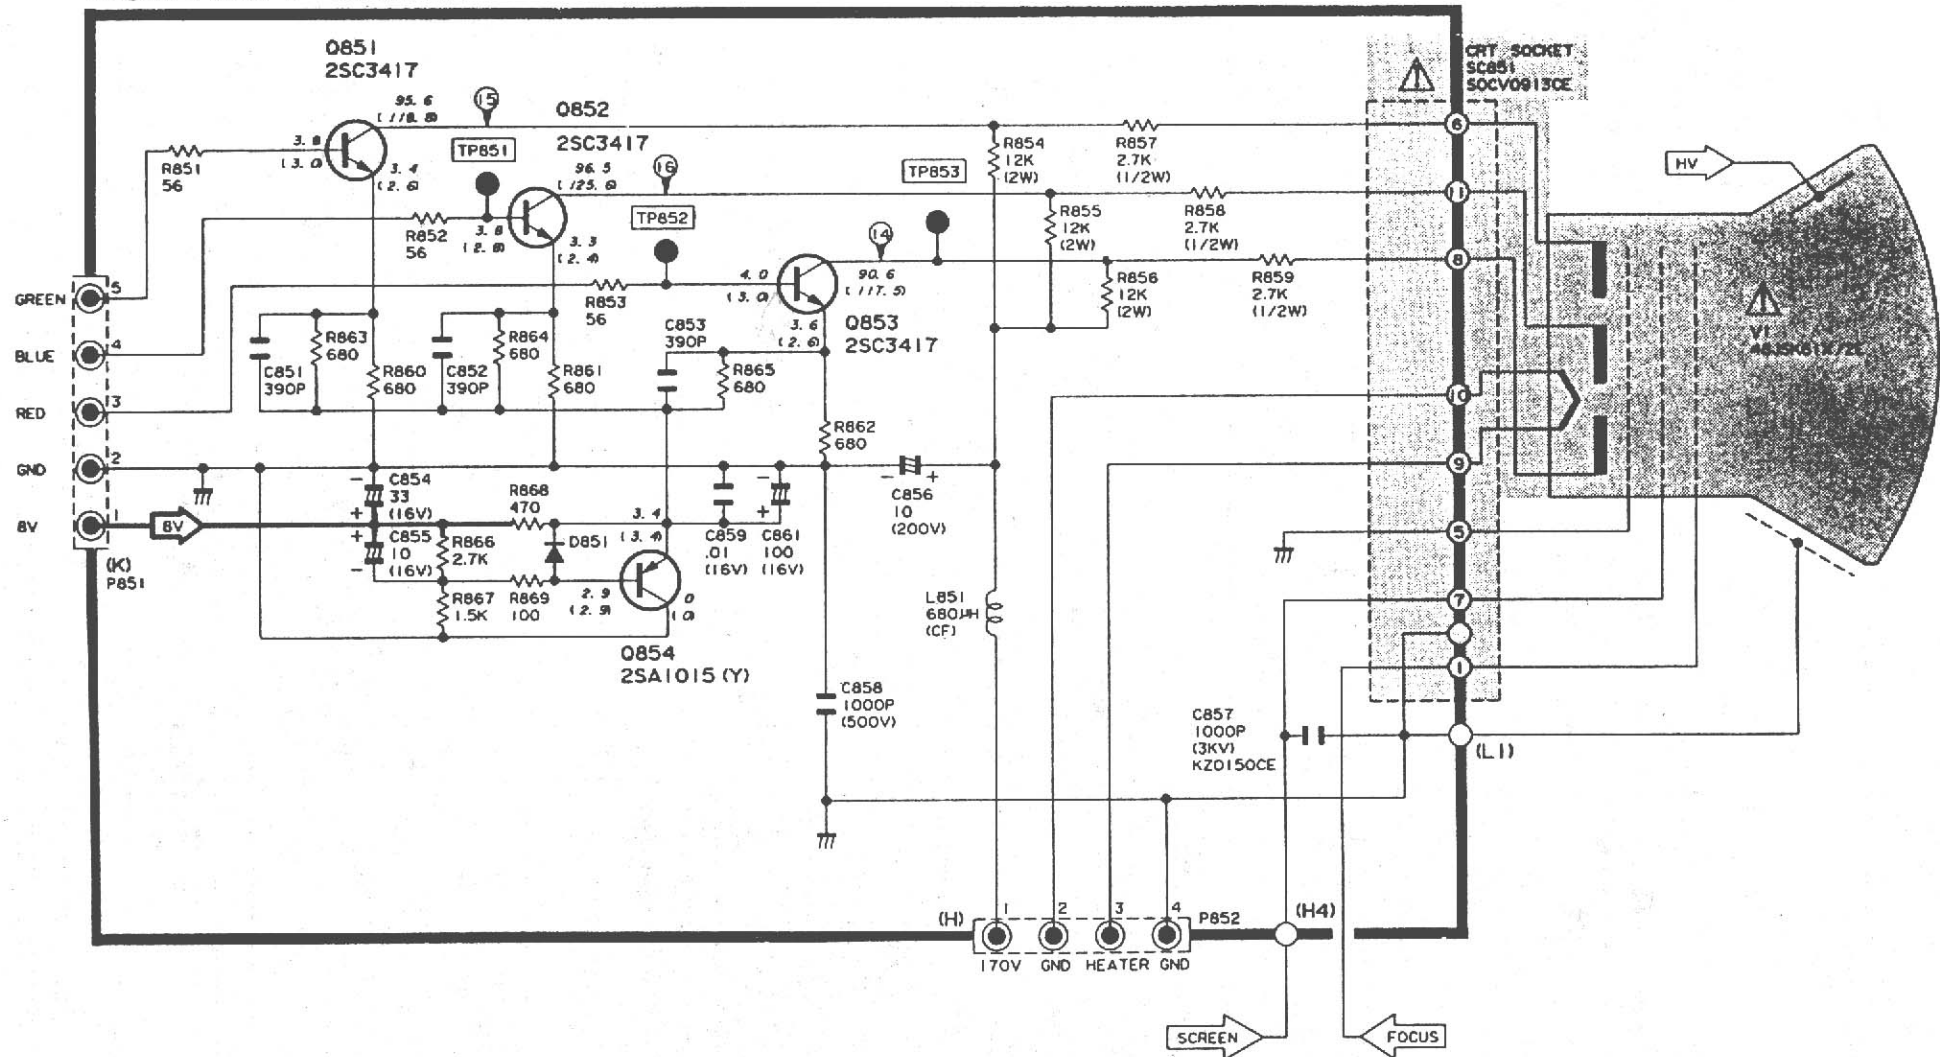 Q851
2SC3417
95.6
3.8
(3.0)
3.4
(2.6)
15
TP851
R851
56
Q852
2SC3417
96.5
(125.6)
16
TP852
R852
56
3.3
(2.4)
TP853
14
R853
56
4.0
(3.0)
90.6
(117.5)
3.6
(2.6)
Q853
2SC3417
R854
12K
(2W)
R857
2.7K
(1/2W)
R855
12K
(2W)
R858
2.7K
(1/2W)
R856
12K
(2W)
R859
2.7K
(1/2W)
CRT SOCKET
SC851
SOCV0913CE
6
11
8
10
9
5
7
1
HV
V1
GREEN
5
BLUE
4
RED
3
GND
2
8V
1
8V
(K)
P851
C851
390P
R863
680
R860
680
C852
390P
R864
680
R861
680
C853
390P
R865
680
R862
680
C854
33
(16V)
C855
10
(16V)
R868
470
R866
2.7K
D851
3.4
(3.4)
R867
1.5K
R869
100
2.9
(2.9)
0
(0)
Q854
2SA1015(Y)
C859
.01
(16V)
C861
100
(16V)
C856
10
(200V)
L851
680μH
(CF)
C858
1000P
(500V)
C857
1000P
(3KV)
KZ0150CE
(L1)
(H)
1
2
3
4
P852
(H4)
170V
GND
HEATER
GND
SCREEN
FOCUS